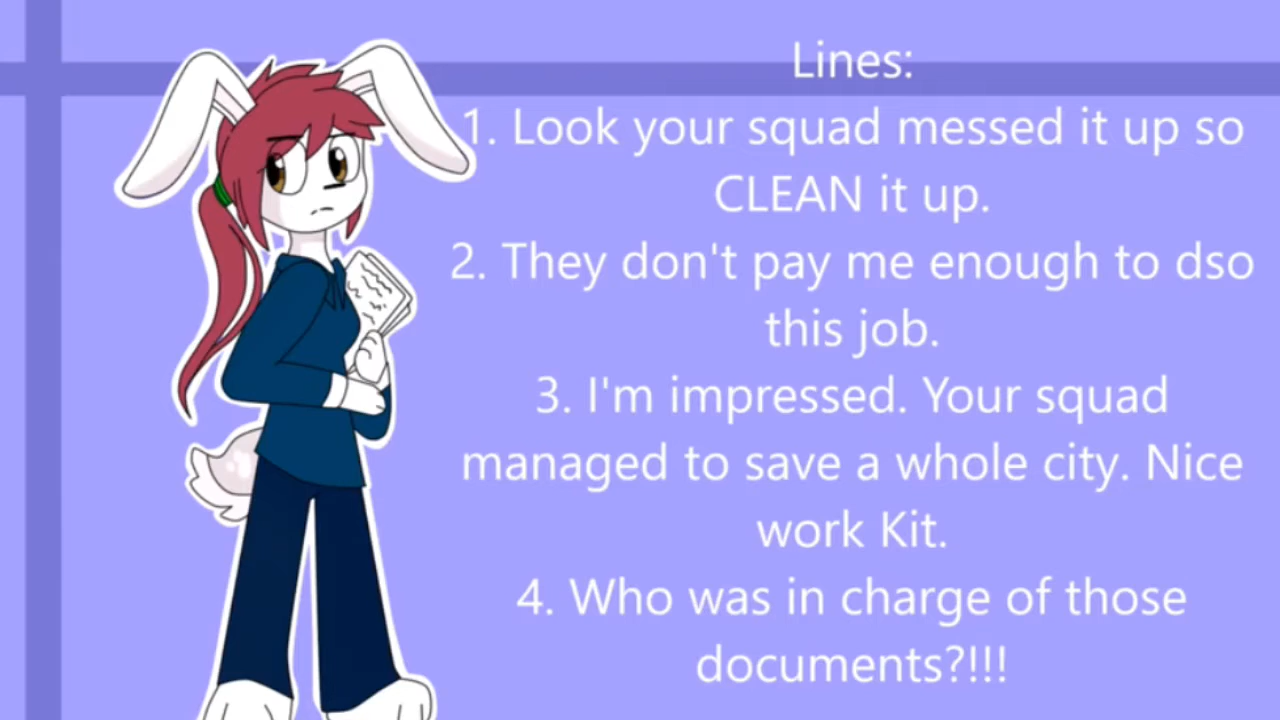 Lines:
1. Look your squad messed it up so
CLEAN it up.
2. They don't pay me enough to dso
this job.
3. I'm impressed. Your squad
managed to save a whole city. Nice
work Kit.
4. Who was in charge of those
documents?!!!